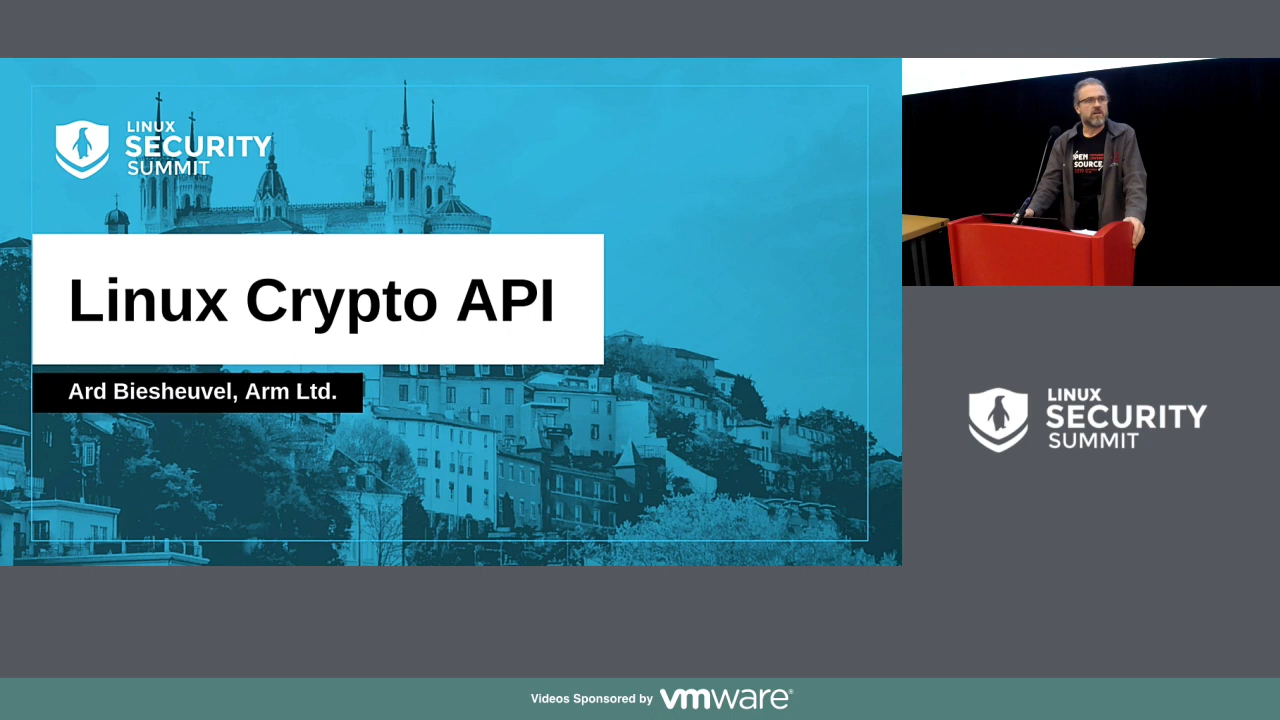 LINUX
SECURITY
SUMMIT
Linux Crypto API
Ard Biesheuvel, Arm Ltd.
OPEN
SOURCE
LINUX
SECURITY
SUMMIT
Videos Sponsored by vmware®